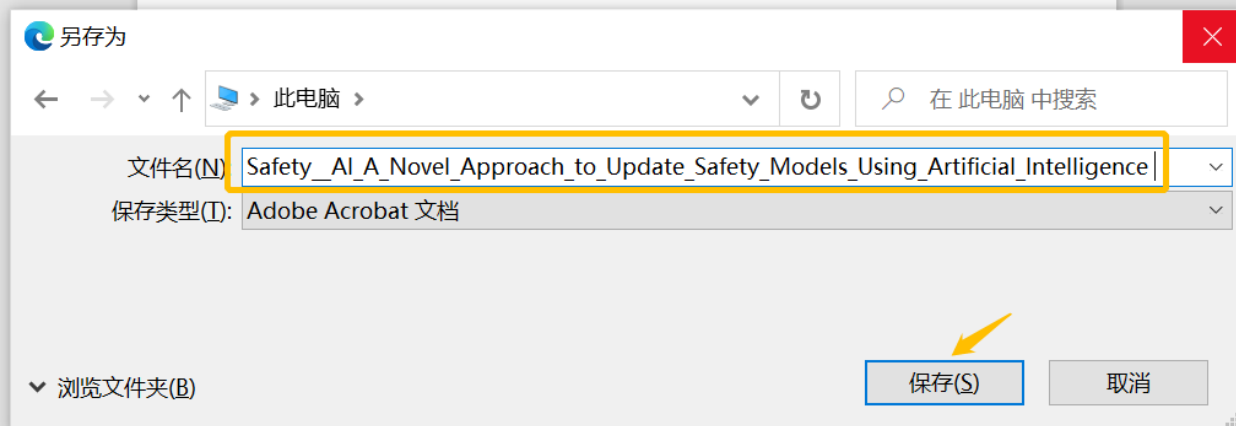 另存为
此电脑
在 此电脑 中搜索
文件名(N): Safety__AI_A_Novel_Approach_to_Update_Safety_Models_Using_Artificial_Intelligence
保存类型(T): Adobe Acrobat 文档
浏览文件夹(B)
保存(S) 取消